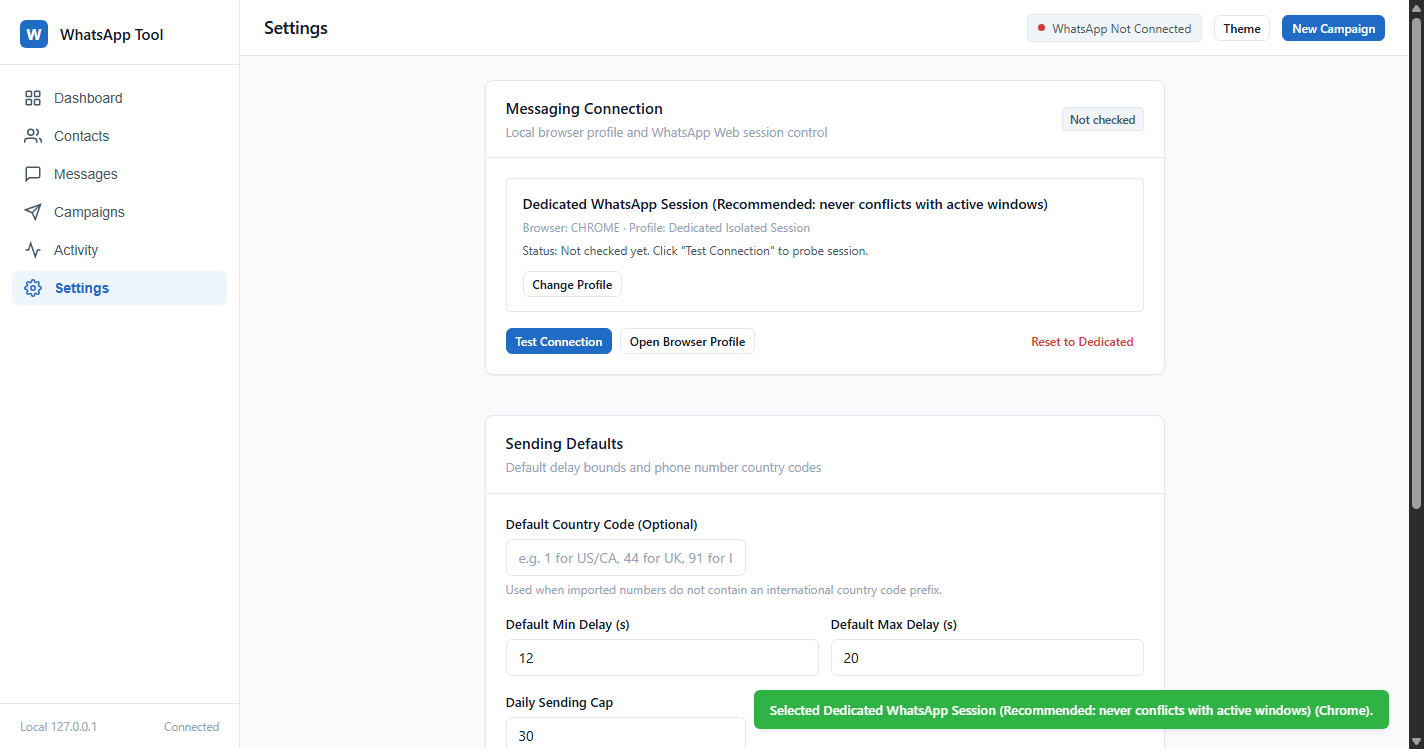 W WhatsApp Tool
Dashboard
Contacts
Messages
Campaigns
Activity
Settings
Local 127.0.0.1 Connected
Settings
WhatsApp Not Connected Theme New Campaign
Messaging Connection
Local browser profile and WhatsApp Web session control
Not checked
Dedicated WhatsApp Session (Recommended: never conflicts with active windows)
Browser: CHROME · Profile: Dedicated Isolated Session
Status: Not checked yet. Click "Test Connection" to probe session.
Change Profile
Test Connection Open Browser Profile Reset to Dedicated
Sending Defaults
Default delay bounds and phone number country codes
Default Country Code (Optional)
e.g. 1 for US/CA, 44 for UK, 91 for I
Used when imported numbers do not contain an international country code prefix.
Default Min Delay (s) Default Max Delay (s)
12 20
Daily Sending Cap
30
Selected Dedicated WhatsApp Session (Recommended: never conflicts with active windows) (Chrome).